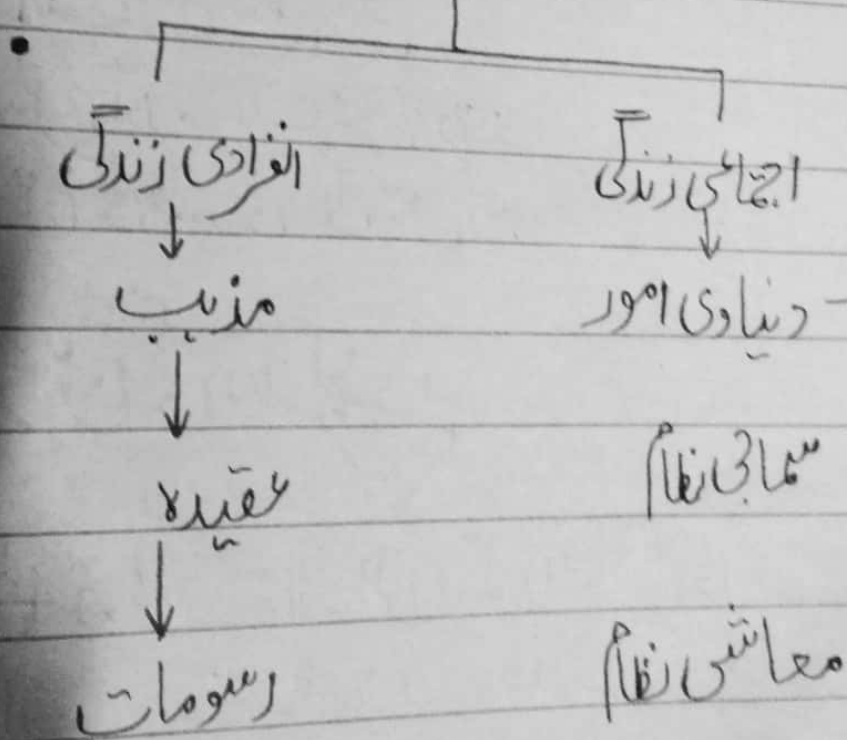 اجتماعی زندگی
انفرادی زندگی
دنیاوی امور
مذہب
سماجی نظام
عقیدہ
معاشی نظام
رسومات